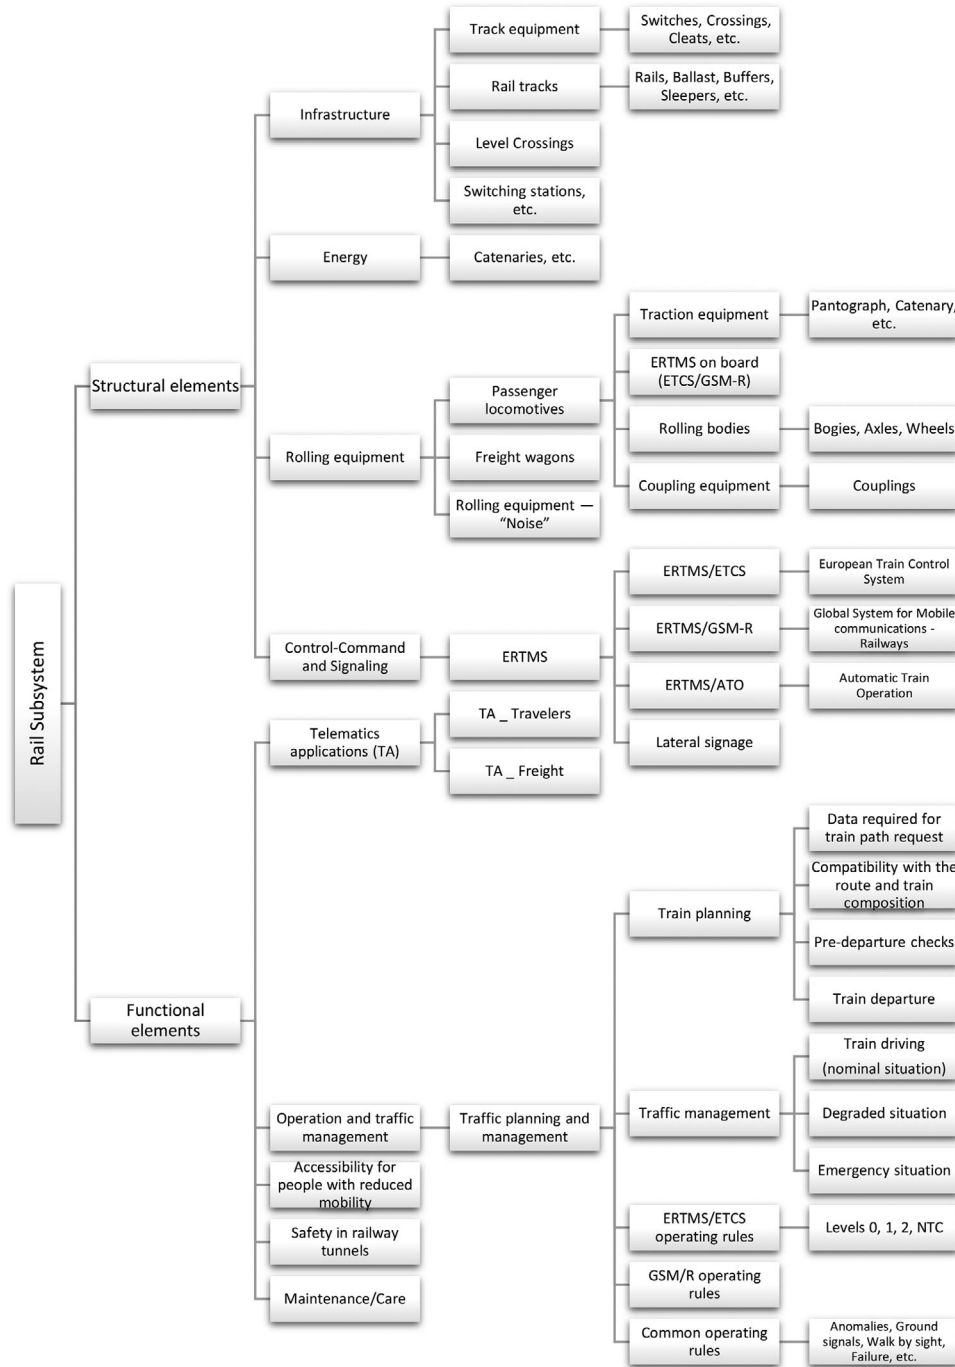 Rail Subsystem
Structural elements
Infrastructure
Track equipment
Switches, Crossings,
Cleats, etc.
Rail tracks
Rails, Ballast, Buffers,
Sleepers, etc.
Level Crossings
Switching stations,
etc.
Energy
Catenaries, etc.
Rolling equipment
Passenger
locomotives
Traction equipment
Pantograph, Catenary,
etc.
ERTMS on board
(ETCS/GSM-R)
Rolling bodies
Bogies, Axles, Wheels
Coupling equipment
Couplings
Freight wagons
Rolling equipment —
“Noise”
Control-Command
and Signaling
ERTMS
ERTMS/ETCS
European Train Control
System
ERTMS/GSM-R
Global System for Mobile
communications -
Railways
ERTMS/ATO
Automatic Train
Operation
Lateral signage
Functional
elements
Telematics
applications (TA)
TA _ Travelers
TA _ Freight
Operation and traffic
management
Traffic planning and
management
Train planning
Data required for
train path request
Compatibility with the
route and train
composition
Pre-departure checks
Train departure
Traffic management
Train driving
(nominal situation)
Degraded situation
Emergency situation
ERTMS/ETCS
operating rules
Levels 0, 1, 2, NTC
GSM/R operating
rules
Common operating
rules
Anomalies, Ground
signals, Walk by sight,
Failure, etc.
Accessibility for
people with reduced
mobility
Safety in railway
tunnels
Maintenance/Care